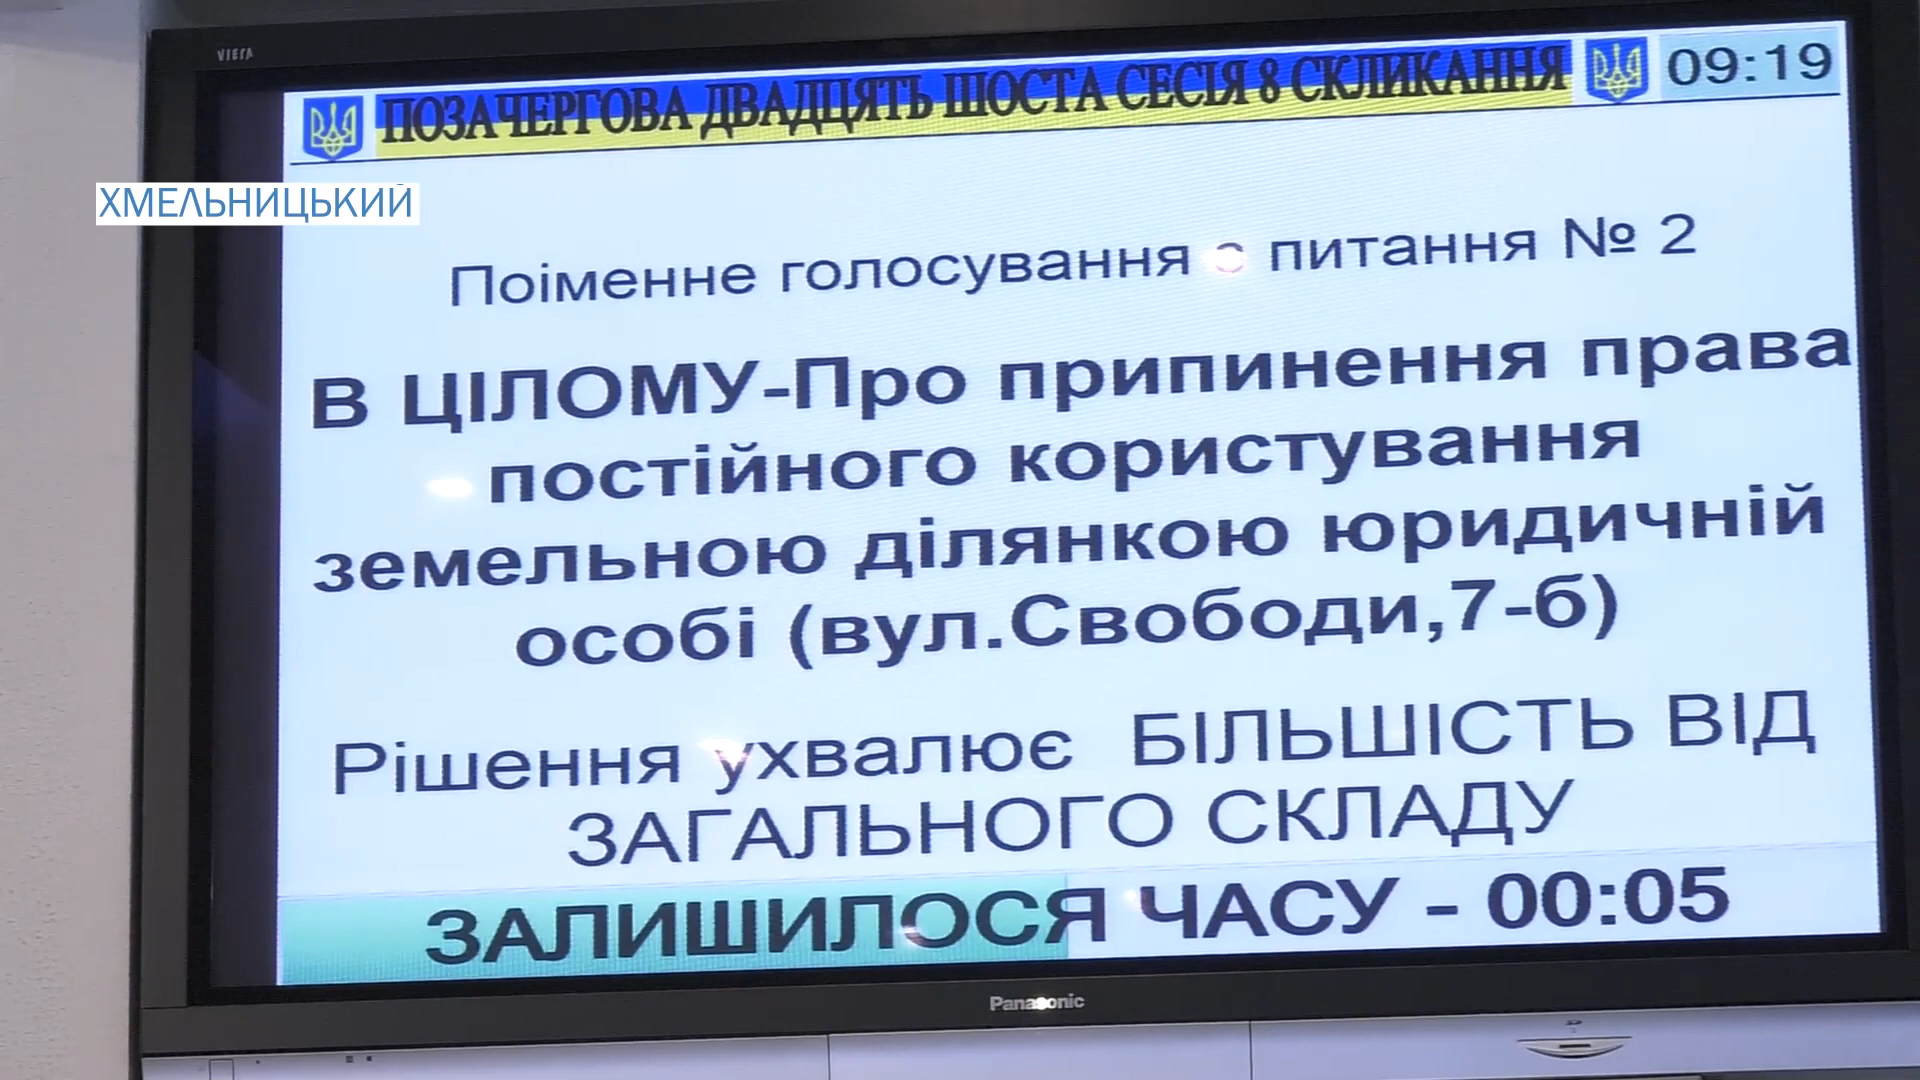 VIERA
ПОЗАЧЕРГОВА ДВАДЦЯТЬ ШОСТА СЕСІЯ 8 СКЛИКАННЯ 09:19
ХМЕЛЬНИЦЬКИЙ
Поіменне голосування з питання № 2
В ЦІЛОМУ-Про припинення права
постійного користування
земельною ділянкою юридичній
особі (вул.Свободи,7-б)
Рішення ухвалює БІЛЬШІСТЬ ВІД
ЗАГАЛЬНОГО СКЛАДУ
ЗАЛИШИЛОСЯ ЧАСУ - 00:05
Panasonic